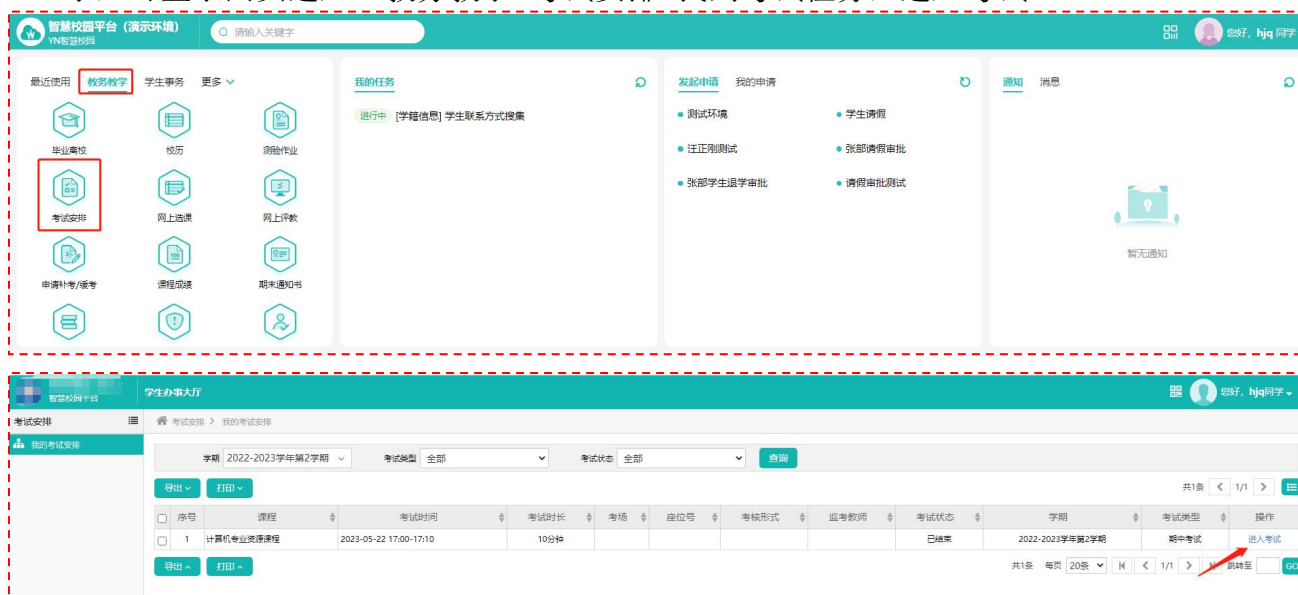 智慧校园平台（演示环境）
YN智慧校园
请输入关键字
您好，hjq 同学
最近使用 教务教学 学生事务 更多
我的任务
发起申请 我的申请
通知 消息
进行中 [学籍信息] 学生联系方式搜集
测试环境 学生请假
毕业离校 校历 测验作业
汪正刚测试 张部请假审批
张部学生退学审批 请假审批测试
考试安排 网上选课 网上评教
暂无通知
申请补考/缓考 课程成绩 期末通知书
智慧校园平台
学生办事大厅
您好，hjq同学
考试安排
考试安排 > 我的考试安排
我的考试安排
学期 2022-2023学年第2学期 考试类型 全部 考试状态 全部 查询
导出 打印 共1条 1/1
序号 课程 考试时间 考试时长 考场 座位号 考核形式 监考教师 考试状态 学期 考试类型 操作
1 计算机专业资源课程 2023-05-22 17:00-17:10 10分钟 已结束 2022-2023学年第2学期 期中考试 进入考试
导出 打印 共1条 每页 20条 1/1 跳转至 GO